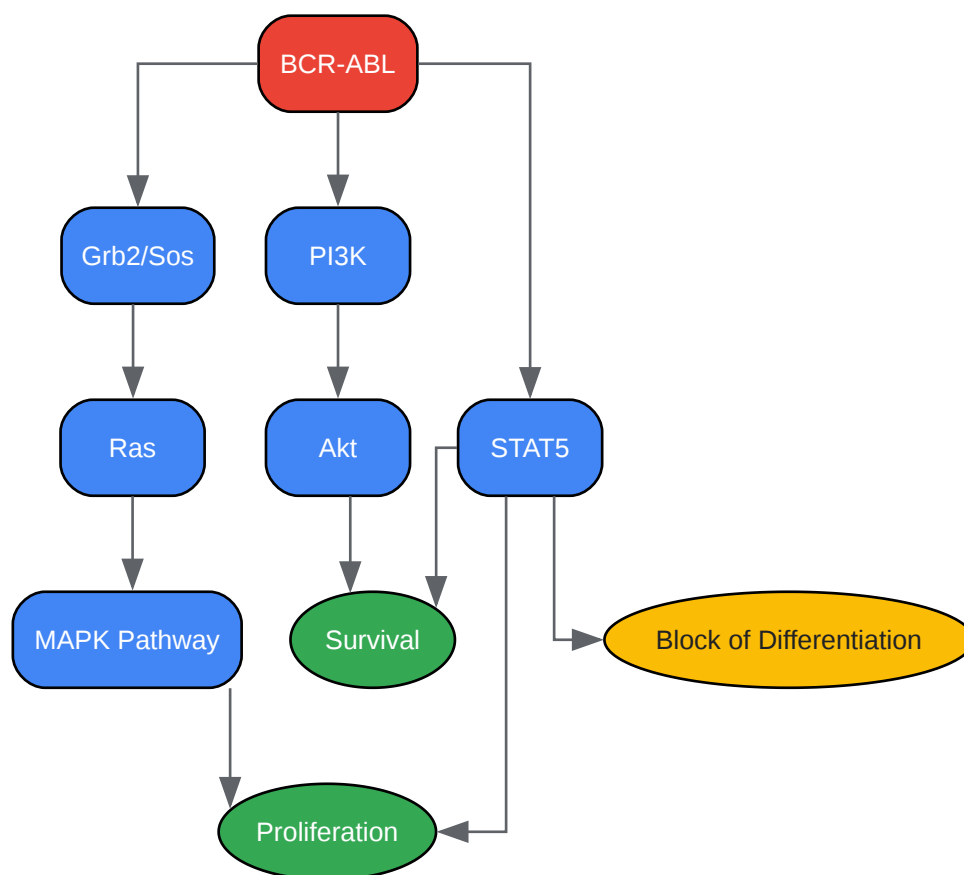 BCR-ABL
Grb2/Sos
PI3K
Ras
Akt
STAT5
MAPK Pathway
Survival
Block of Differentiation
Proliferation